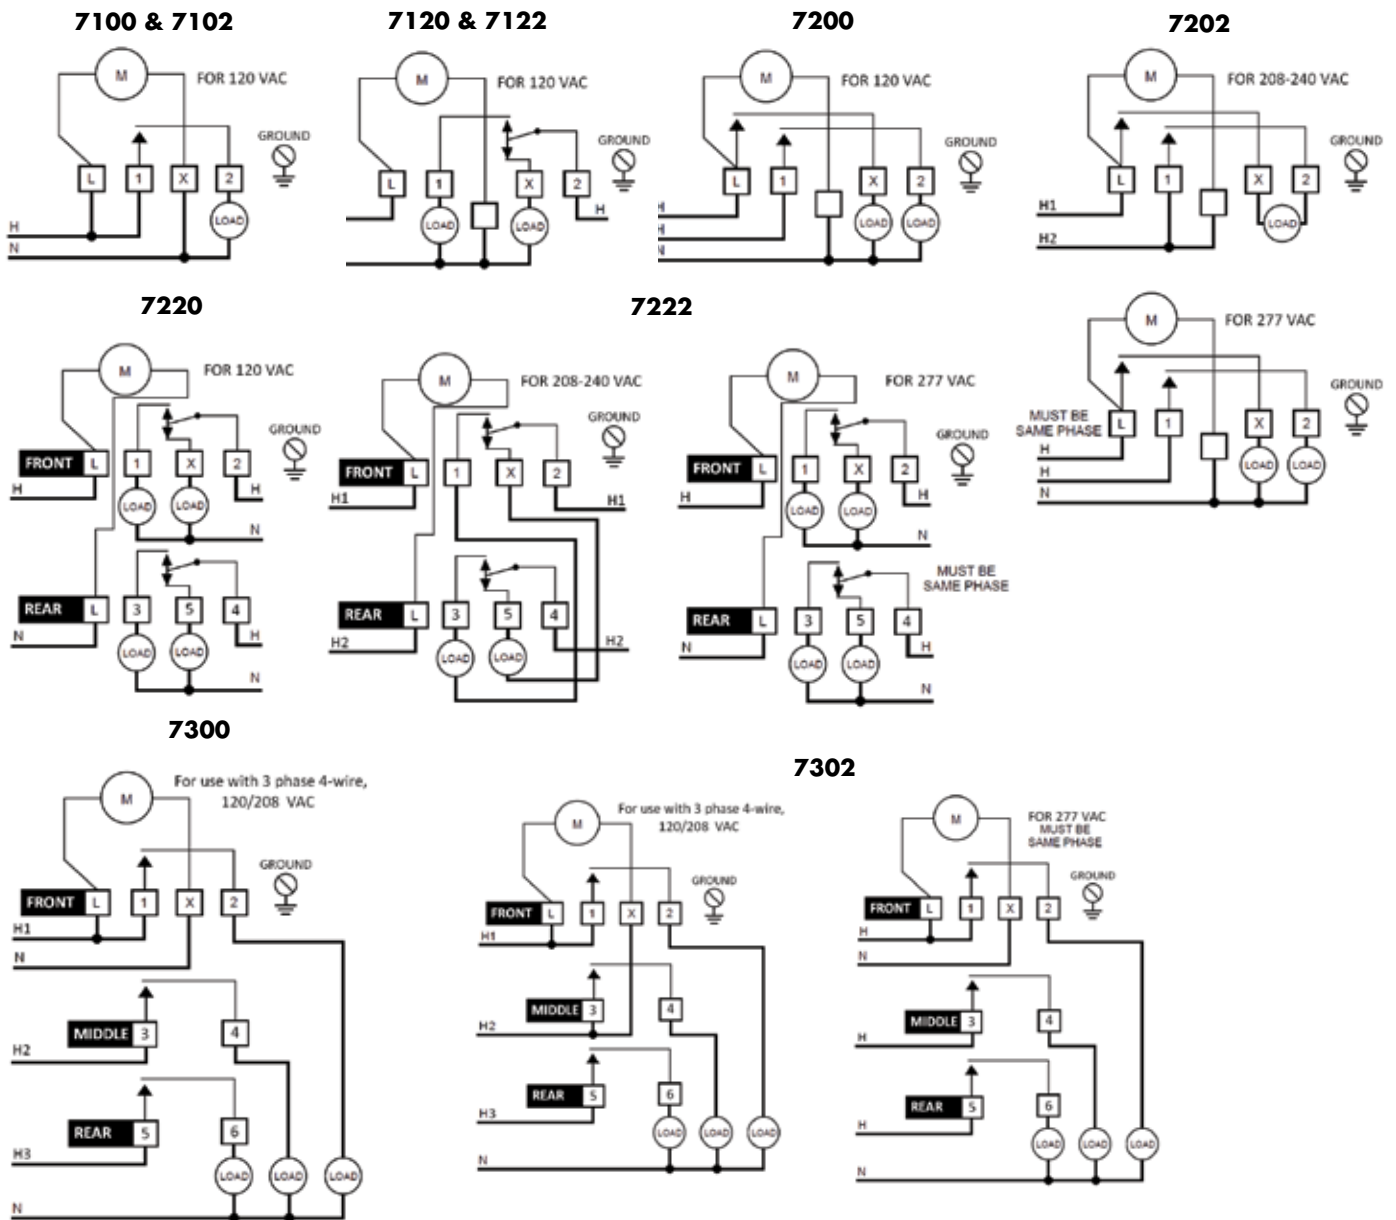 7100 & 7102
M
FOR 120 VAC
GROUND
L 1 X 2
LOAD
H
N
7120 & 7122
M
FOR 120 VAC
GROUND
L 1 X 2
LOAD LOAD
H
7200
M
FOR 120 VAC
GROUND
L 1 X 2
LOAD LOAD
H
H
N
7202
M
FOR 208-240 VAC
GROUND
L 1 X 2
H1
LOAD
H2
M
FOR 277 VAC
GROUND
MUST BE
SAME PHASE
L 1 X 2
H
LOAD LOAD
H
N
7220
M
FOR 120 VAC
GROUND
FRONT L 1 X 2
H
LOAD LOAD
H
N
REAR L 3 5 4
N
LOAD LOAD
H
N
7222
M
FOR 208-240 VAC
GROUND
FRONT L 1 X 2
H1
H1
REAR L 3 5 4
H2
LOAD LOAD
H2
M
FOR 277 VAC
GROUND
FRONT L 1 X 2
H
LOAD LOAD
H
N
MUST BE
SAME PHASE
REAR L 3 5 4
N
LOAD LOAD
H
N
7300
M
For use with 3 phase 4-wire,
120/208 VAC
GROUND
FRONT L 1 X 2
H1
N
MIDDLE 3 4
H2
REAR 5 6
H3
LOAD LOAD LOAD
N
7302
M
For use with 3 phase 4-wire,
120/208 VAC
GROUND
FRONT L 1 X 2
H1
MIDDLE 3 4
H2
REAR 5 6
H3
LOAD LOAD LOAD
N
M
FOR 277 VAC
MUST BE
SAME PHASE
GROUND
FRONT L 1 X 2
H
N
MIDDLE 3 4
H
REAR 5 6
H
LOAD LOAD LOAD
N